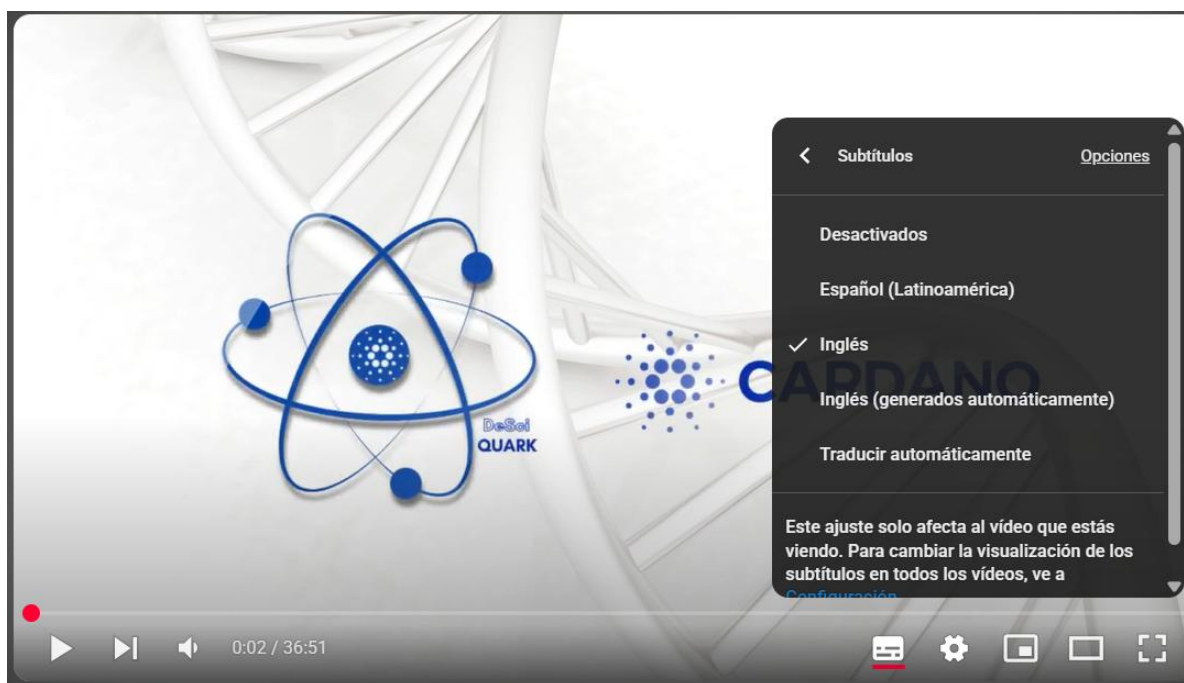 Subtítulos
Opciones
Desactivados
Español (Latinoamérica)
Inglés
Inglés (generados automáticamente)
Traducir automáticamente
Este ajuste solo afecta al vídeo que estás
viendo. Para cambiar la visualización de los
subtítulos en todos los vídeos, ve a
Configuración
CARDANO
DeSci
QUARK
0:02 / 36:51